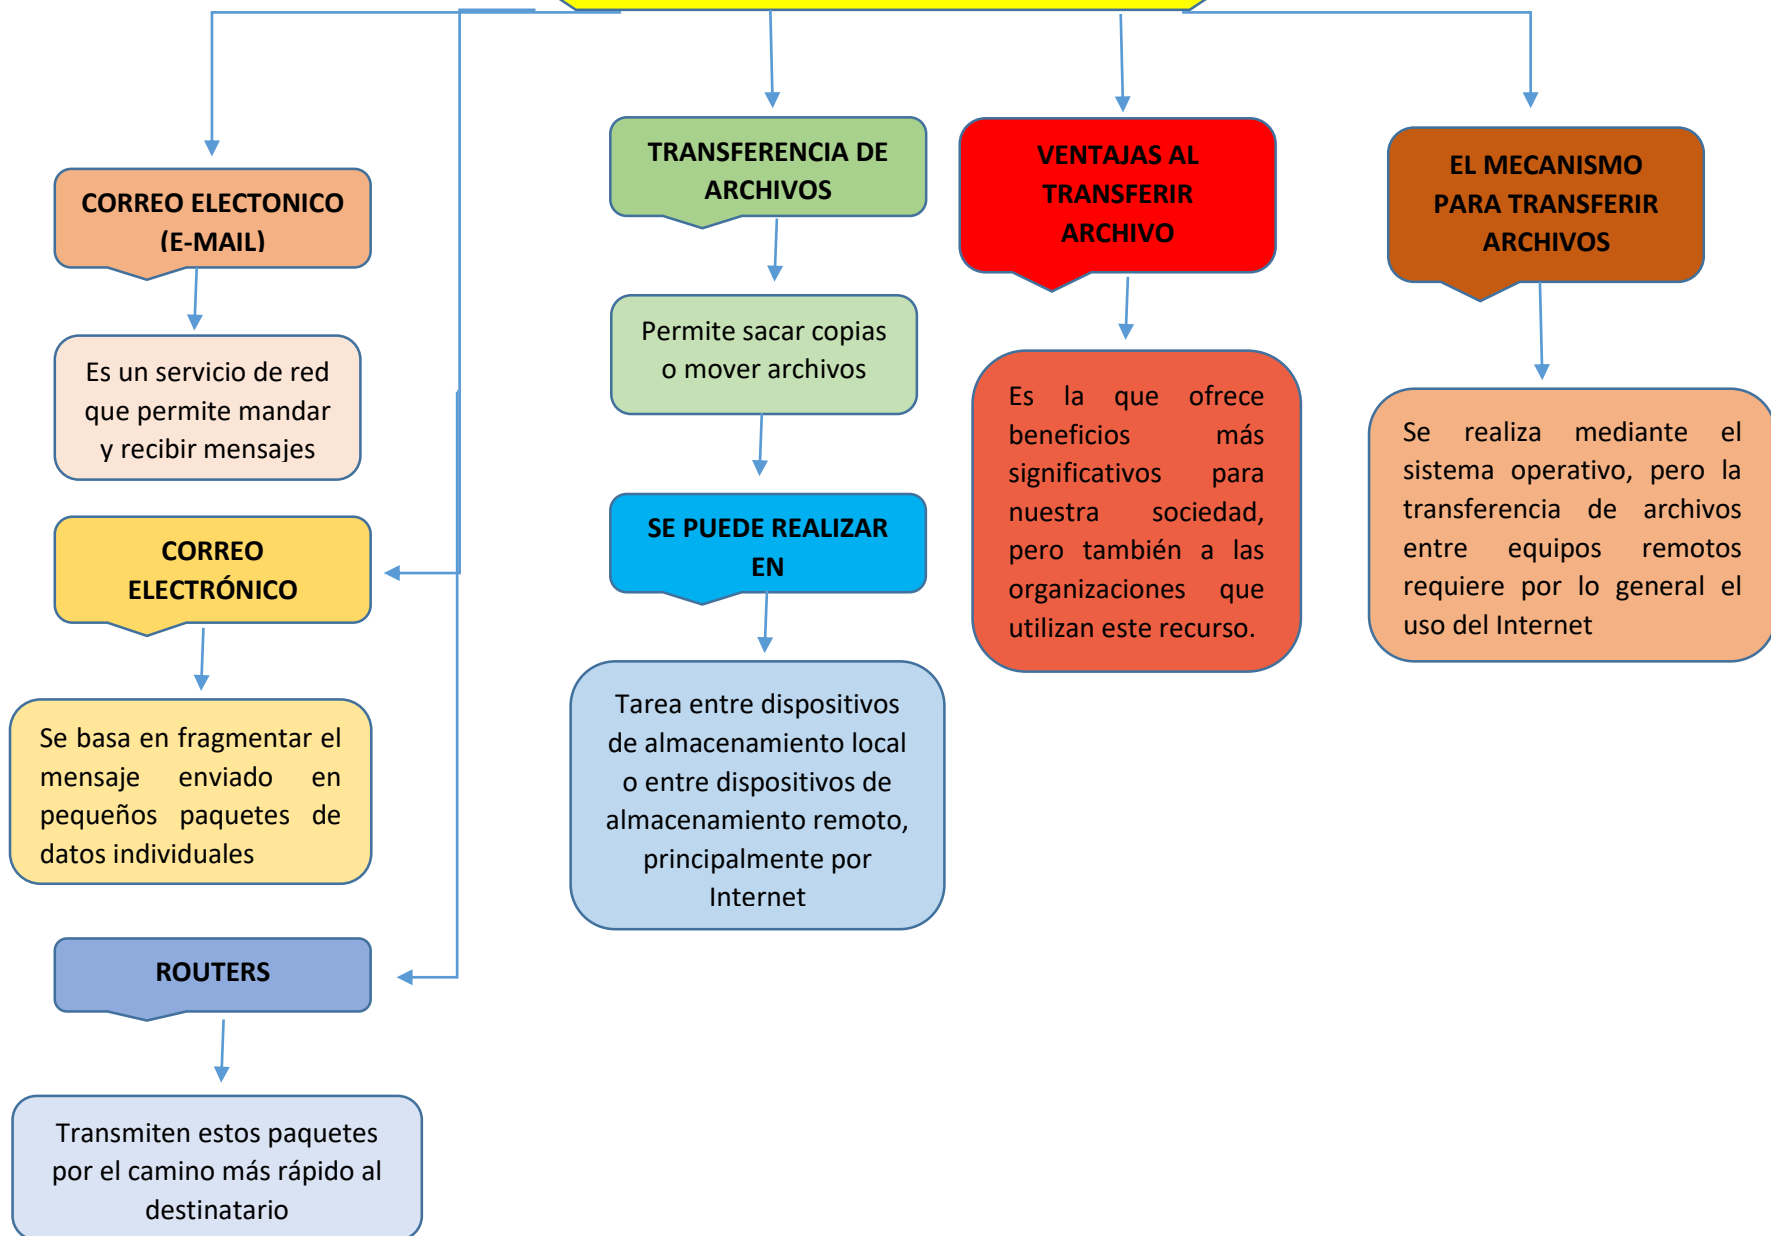 CORREO ELECTONICO
(E-MAIL)
Es un servicio de red
que permite mandar
y recibir mensajes
CORREO
ELECTRÓNICO
Se basa en fragmentar el
mensaje enviado en
pequeños paquetes de
datos individuales
ROUTERS
Transmiten estos paquetes
por el camino más rápido al
destinatario
TRANSFERENCIA DE
ARCHIVOS
Permite sacar copias
o mover archivos
SE PUEDE REALIZAR
EN
Tarea entre dispositivos
de almacenamiento local
o entre dispositivos de
almacenamiento remoto,
principalmente por
Internet
VENTAJAS AL
TRANSFERIR
ARCHIVO
Es la que ofrece
beneficios más
significativos para
nuestra sociedad,
pero también a las
organizaciones que
utilizan este recurso.
EL MECANISMO
PARA TRANSFERIR
ARCHIVOS
Se realiza mediante el
sistema operativo, pero la
transferencia de archivos
entre equipos remotos
requiere por lo general el
uso del Internet